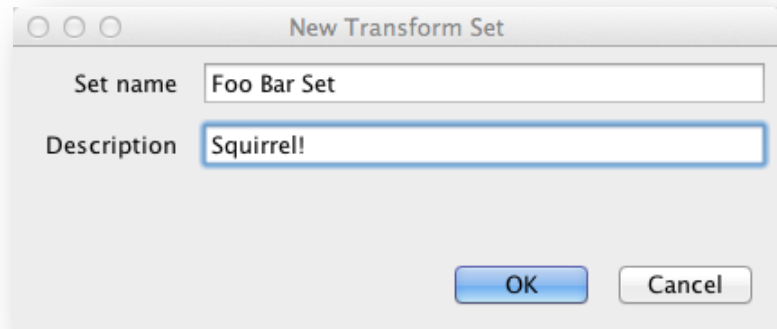 New Transform Set
Set name Foo Bar Set
Description Squirrel!
OK Cancel